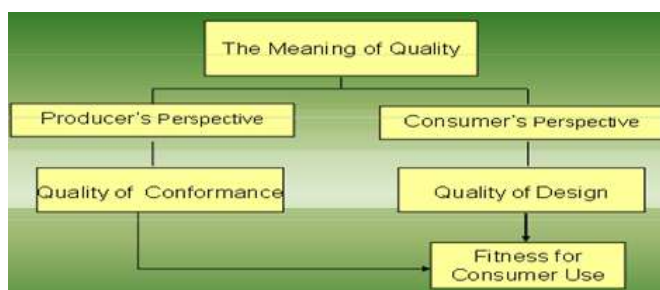 The Meaning of Quality
Producer's Perspective
Consumer's Perspective
Quality of Conformance
Quality of Design
Fitness for
Consumer Use